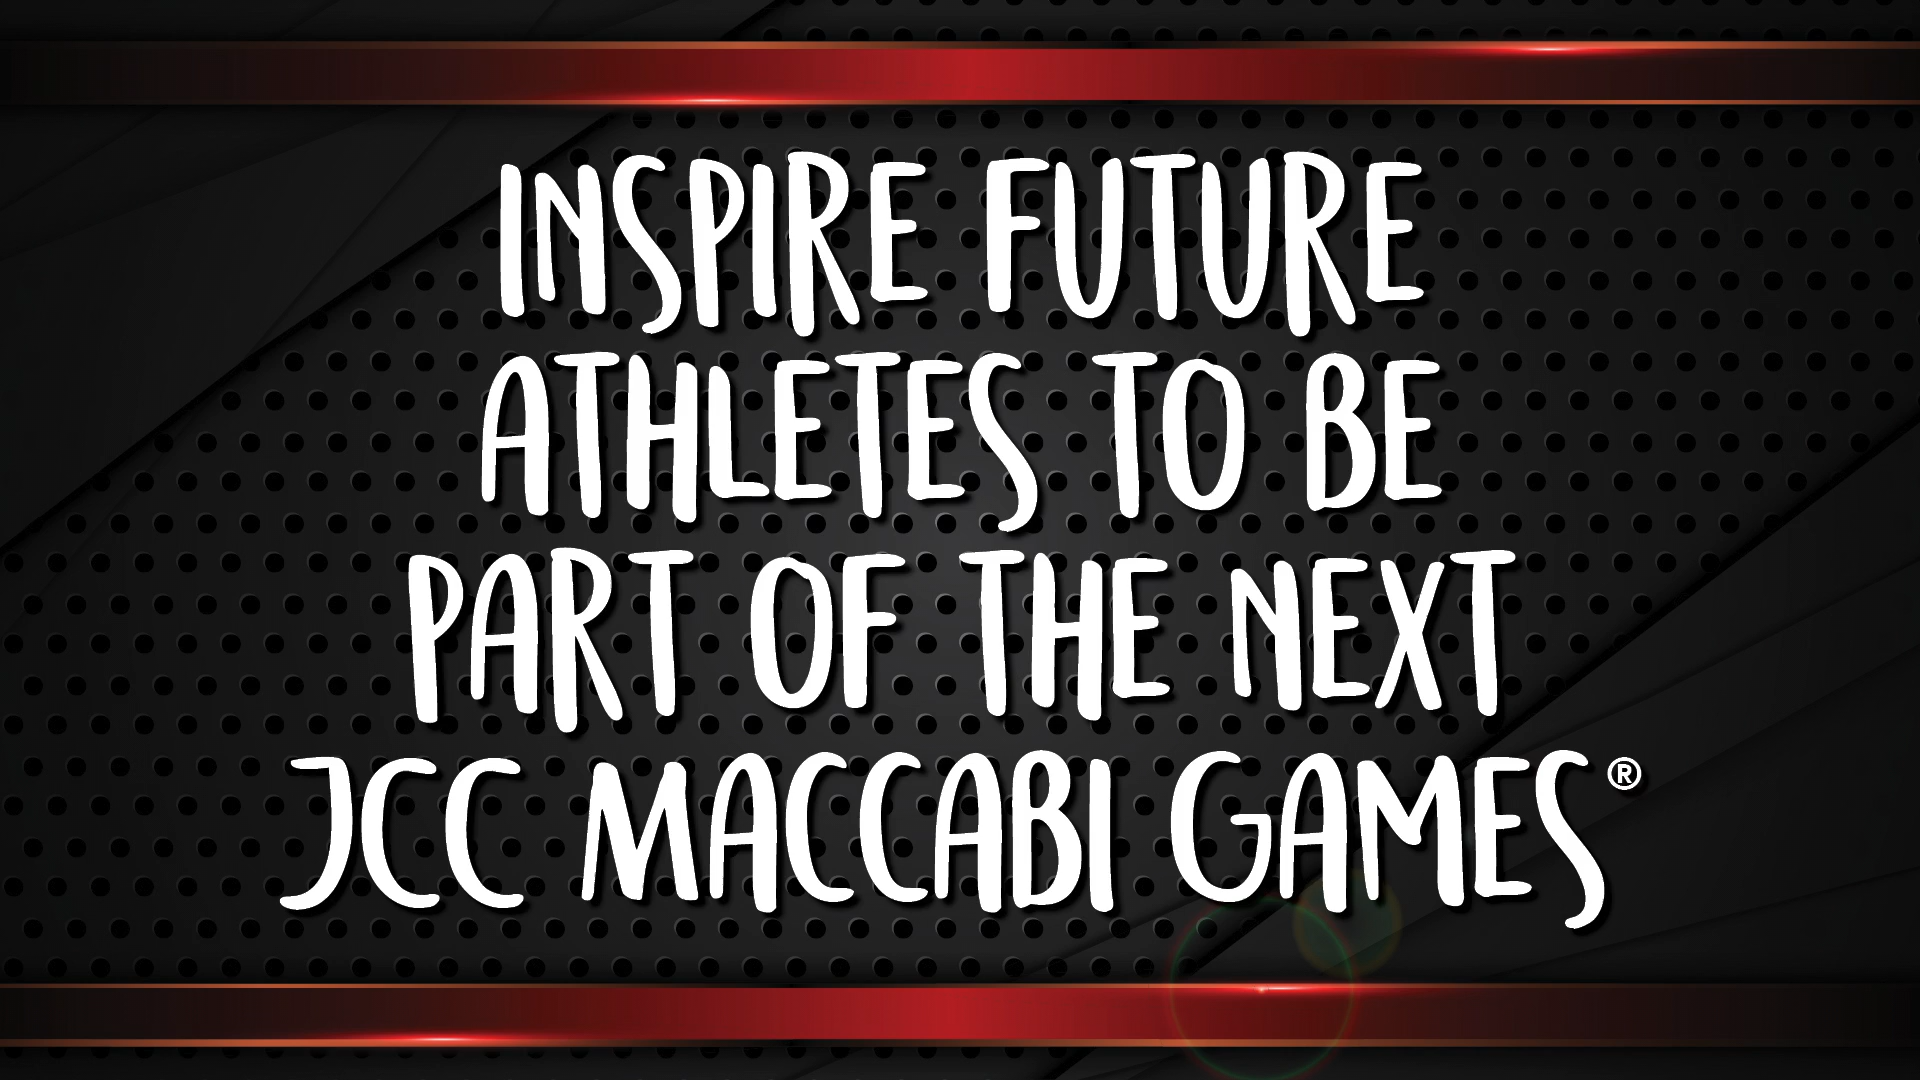 INSPIRE FUTURE
ATHLETES TO BE
PART OF THE NEXT
JCC MACCABI GAMES®